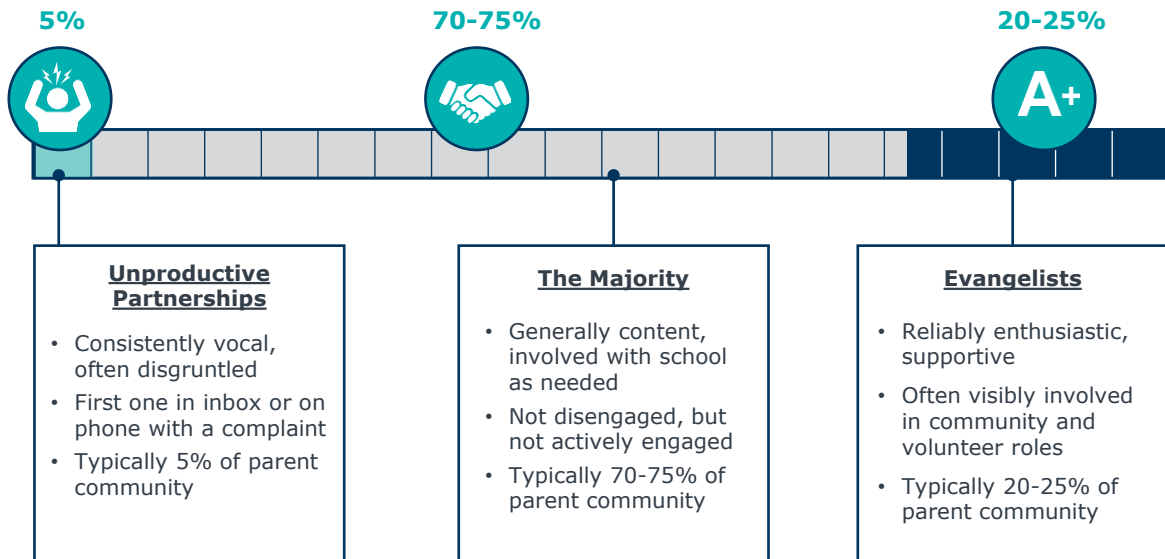 5%
70-75%
20-25%
A+
Unproductive
Partnerships
• Consistently vocal,
often disgruntled
• First one in inbox or on
phone with a complaint
• Typically 5% of parent
community
The Majority
• Generally content,
involved with school
as needed
• Not disengaged, but
not actively engaged
• Typically 70-75% of
parent community
Evangelists
• Reliably enthusiastic,
supportive
• Often visibly involved
in community and
volunteer roles
• Typically 20-25% of
parent community